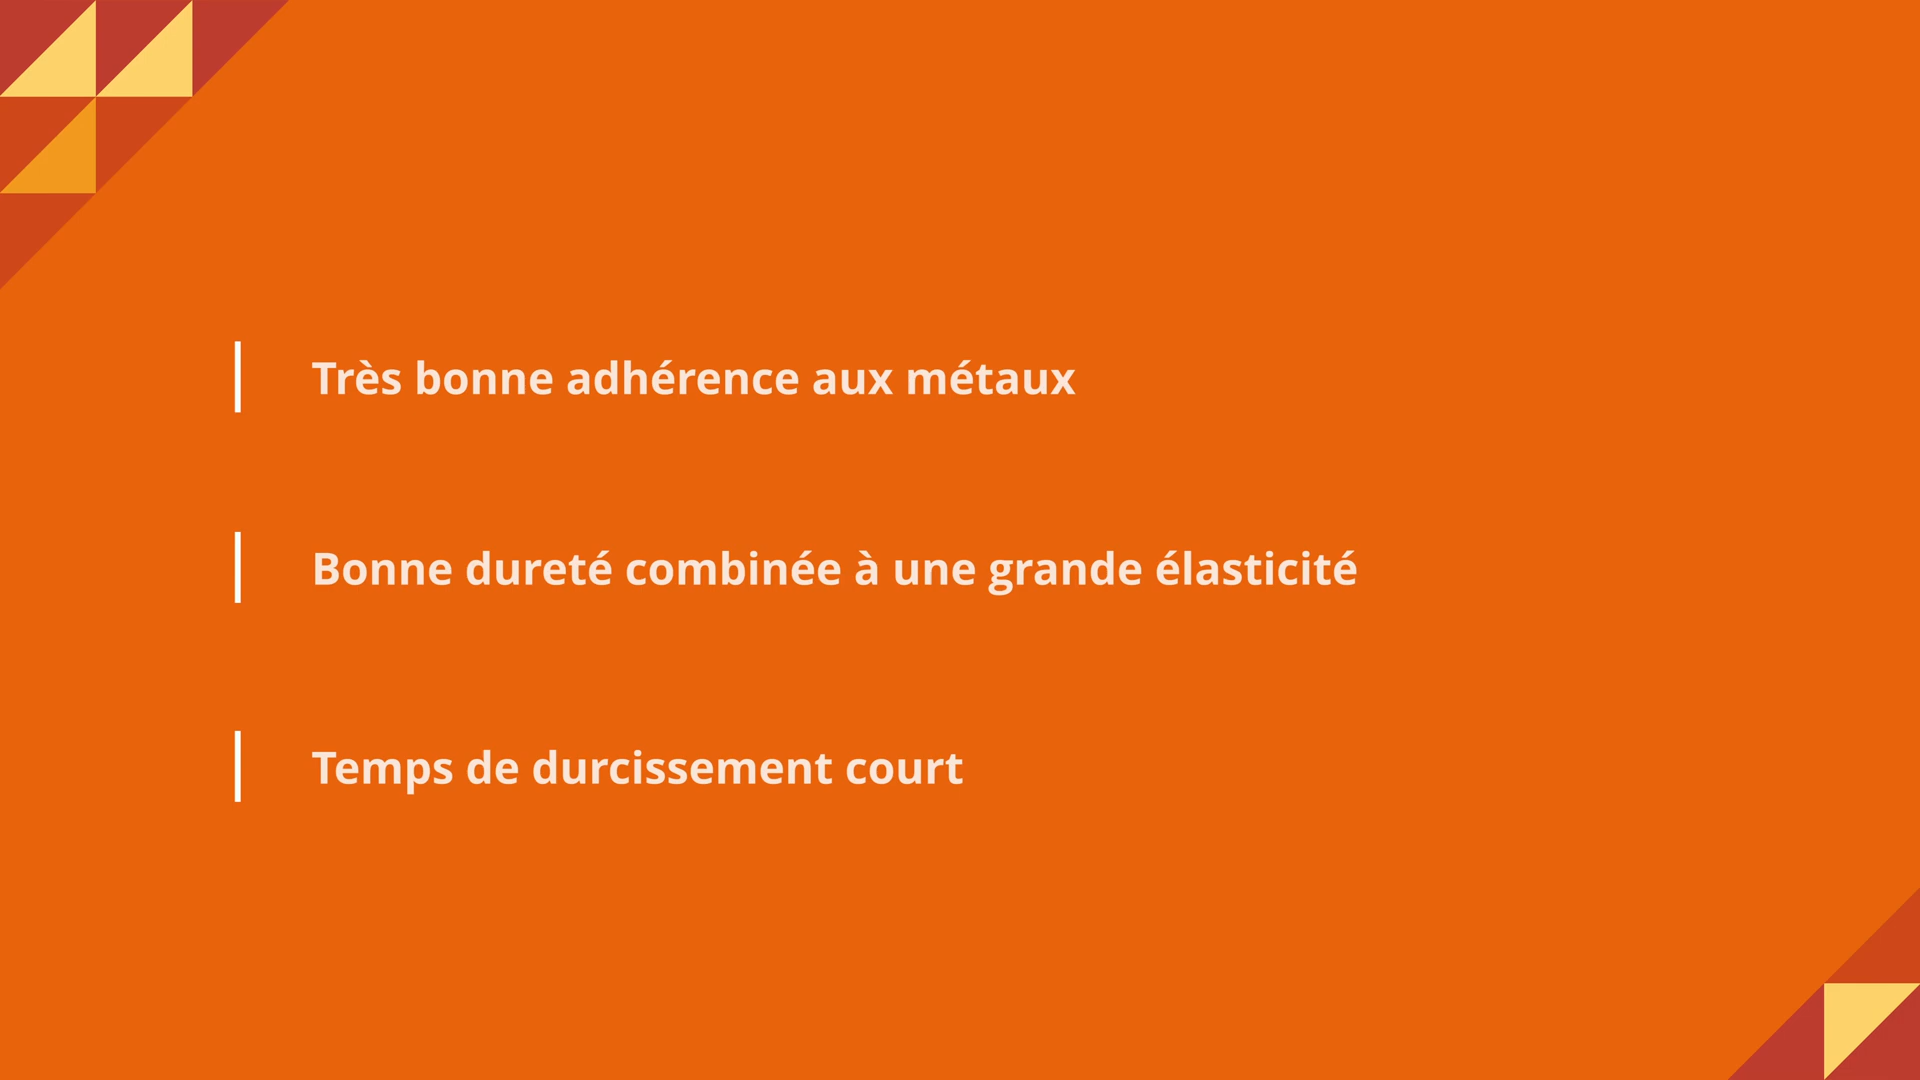 Très bonne adhérence aux métaux
Bonne dureté combinée à une grande élasticité
Temps de durcissement court